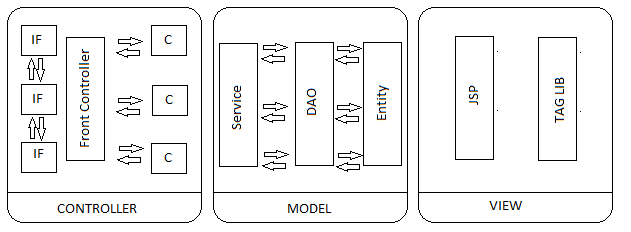 IF
IF
IF
Front Controller
C
C
C
CONTROLLER
Service
DAO
Entity
MODEL
JSP
TAG LIB
VIEW